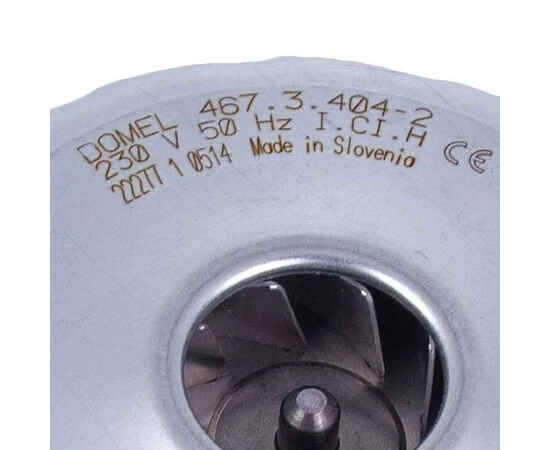 DOMEL 467.3.404-2
230 V 50 Hz I.CI.H CE
22277 1 0514 Made in Slovenia